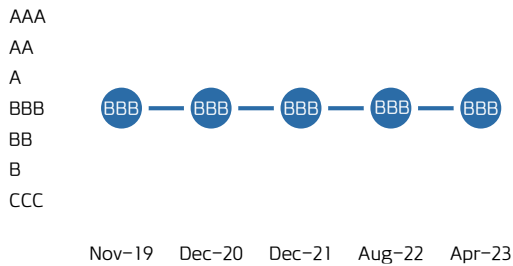 AAA
AA
A
BBB BBB BBB BBB BBB BBB
BB
B
CCC
Nov-19 Dec-20 Dec-21 Aug-22 Apr-23